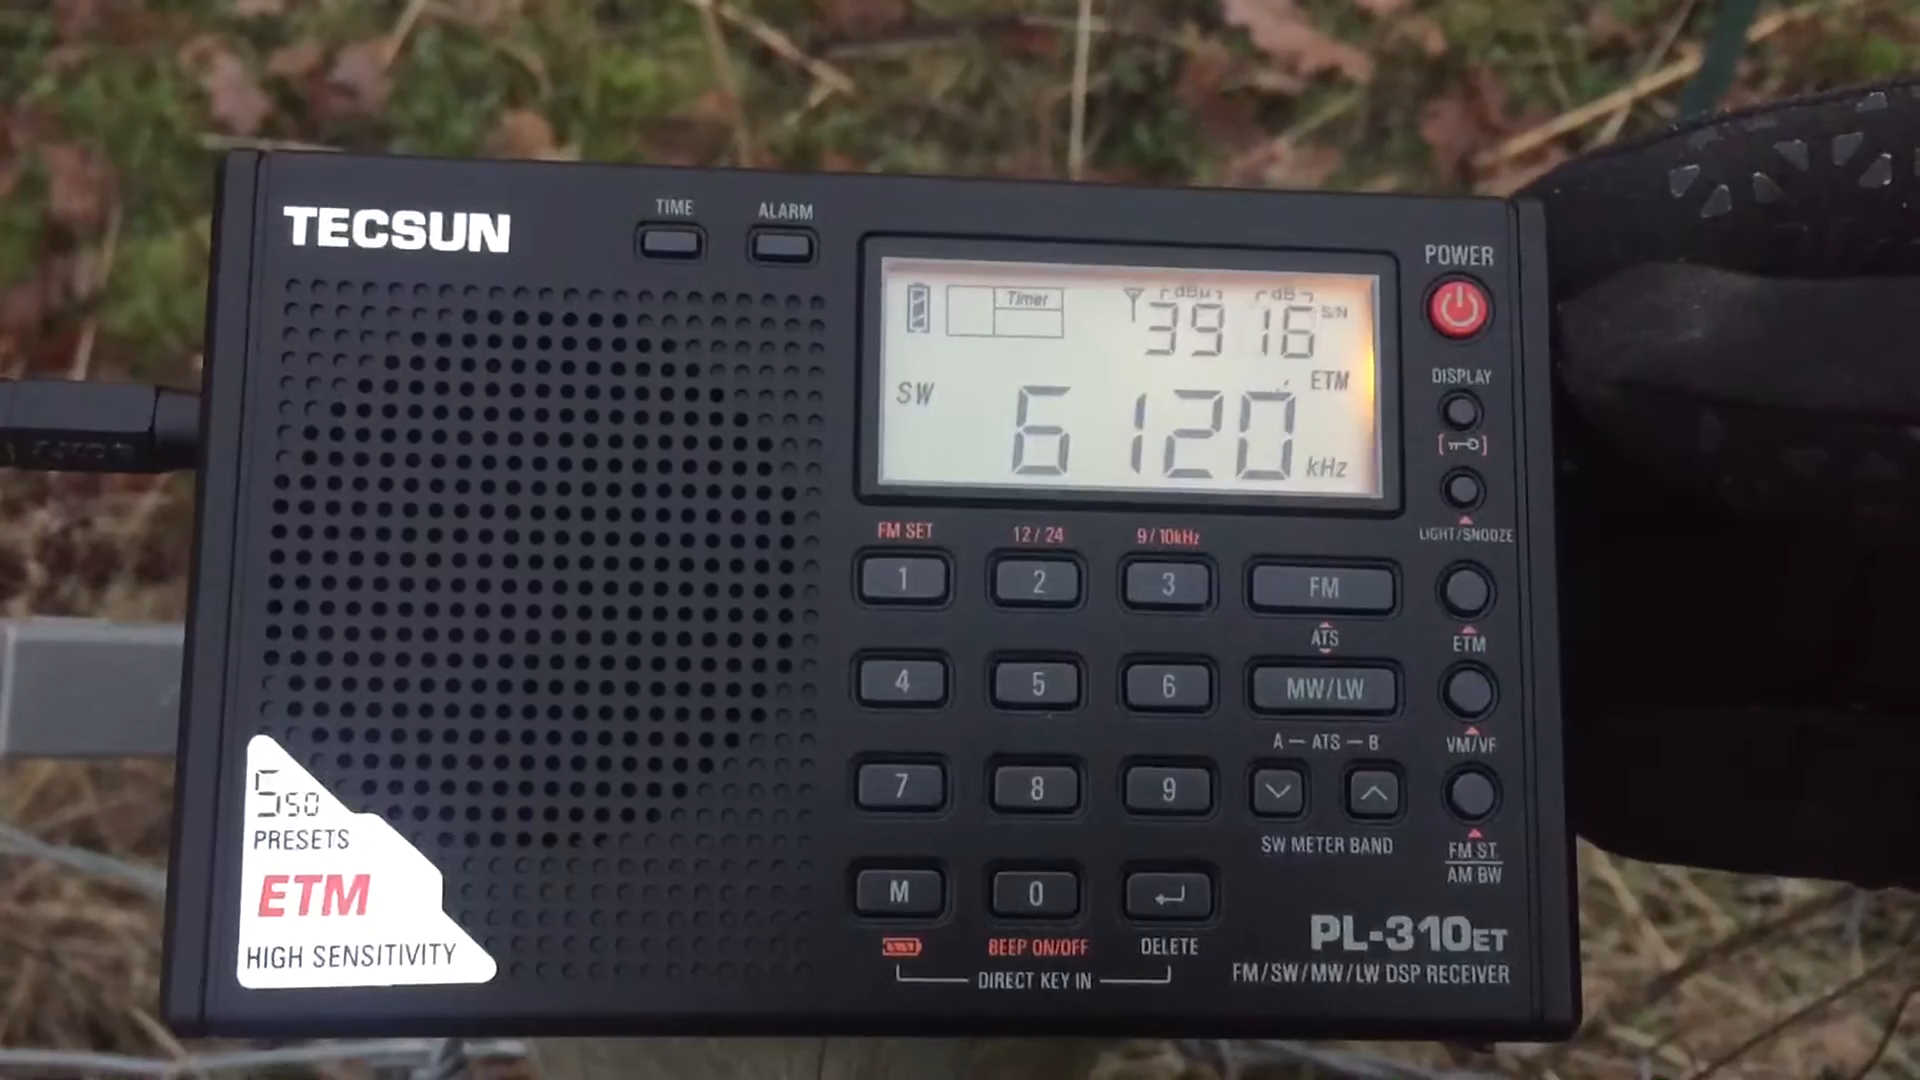 TECSUN
TIME
ALARM
POWER
Timer
dBµ
dB
39 16
S/N
ETM
SW
6120
kHz
DISPLAY
LIGHT/SNOOZE
FM SET
12/24
9/10kHz
1
2
3
FM
ATS
ETM
4
5
6
MW/LW
A — ATS — B
VM/VF
7
8
9
SW METER BAND
FM ST.
AM BW
M
0
BEEP ON/OFF
DELETE
DIRECT KEY IN
550
PRESETS
ETM
HIGH SENSITIVITY
PL-310ET
FM/SW/MW/LW DSP RECEIVER